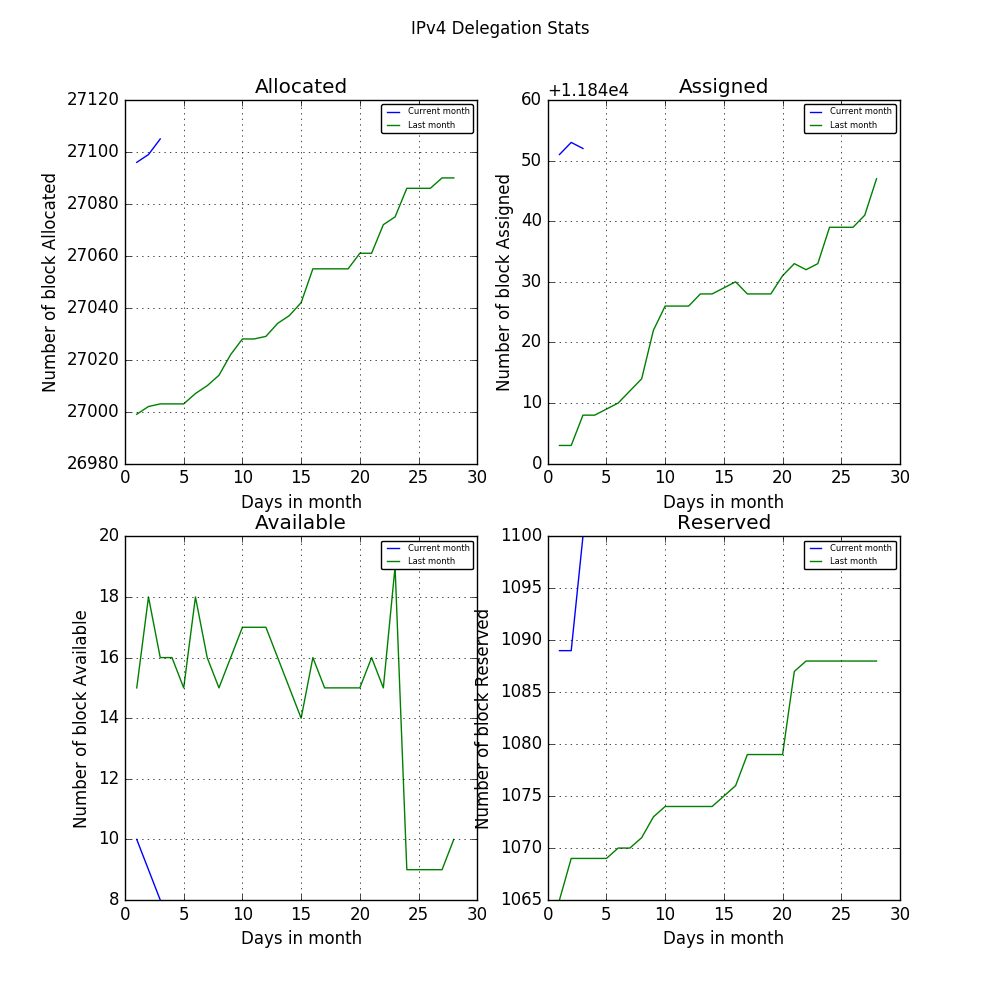 IPv4 Delegation Stats
Allocated
27120
27100
27080
27060
27040
27020
27000
26980
Number of block Allocated
0 5 10 15 20 25 30
Days in month
Current month
Last month
Assigned
+1.184e4
60
50
40
30
20
10
0
Number of block Assigned
0 5 10 15 20 25 30
Days in month
Current month
Last month
Available
20
18
16
14
12
10
8
Number of block Available
0 5 10 15 20 25 30
Days in month
Current month
Last month
Reserved
1100
1095
1090
1085
1080
1075
1070
1065
Number of block Reserved
0 5 10 15 20 25 30
Days in month
Current month
Last month